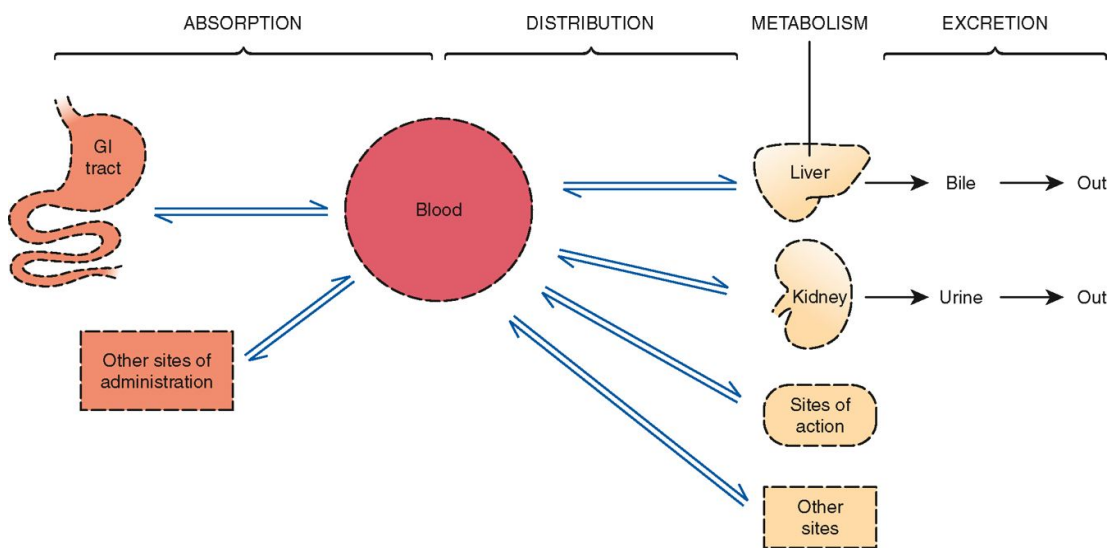 ABSORPTION
DISTRIBUTION
METABOLISM
EXCRETION
GI
tract
Blood
Liver
Bile
Out
Kidney
Urine
Out
Other sites of
administration
Sites of
action
Other
sites